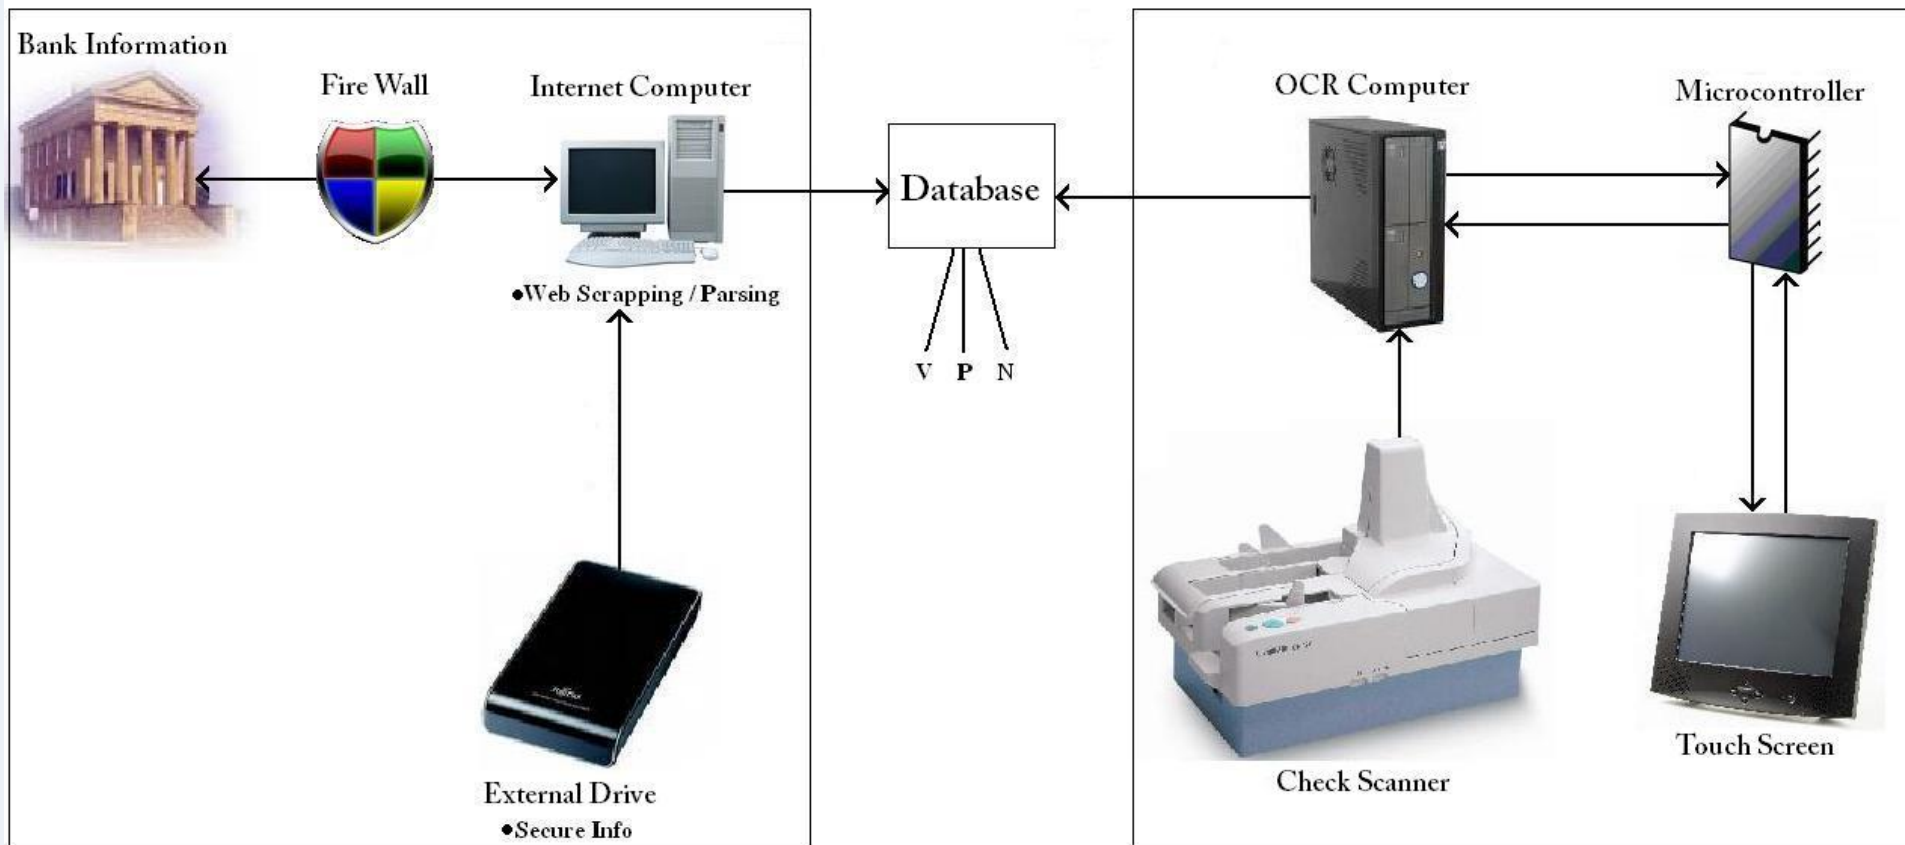 Bank Information
Fire Wall
Internet Computer
●Web Scrapping / Parsing
External Drive
●Secure Info
Database
V P N
OCR Computer
Microcontroller
Check Scanner
Touch Screen